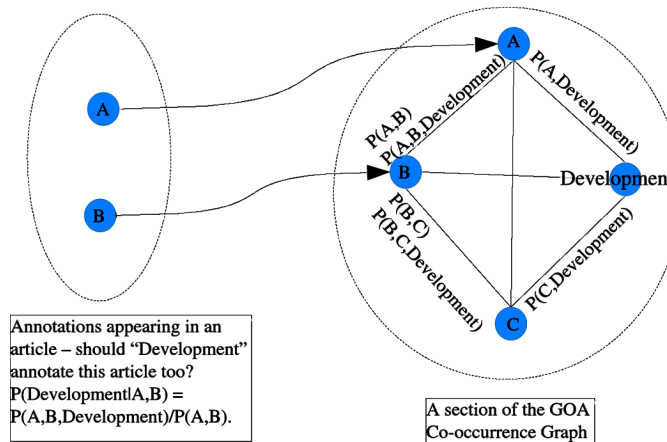 A
B
A
P(A,B)
P(A,B,Development)
P(A,Development)
B
Development
P(B,C)
P(B,C,Development)
P(C,Development)
C
Annotations appearing in an
article – should “Development”
annotate this article too?
P(Development|A,B) =
P(A,B,Development)/P(A,B).
A section of the GOA
Co-occurrence Graph